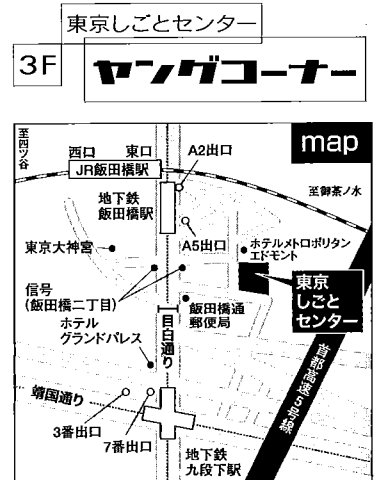 東京しごとセンター
3F
ヤングコーナー
map
至四ツ谷
西口
東口
A2出口
JR飯田橋駅
至御茶ノ水
地下鉄
飯田橋駅
A5出口
東京大神宮
ホテルメトロポリタン
エドモント
東京
しごと
センター
信号
(飯田橋二丁目)
飯田橋通
郵便局
ホテル
グランドパレス
目白通り
首都高速5号線
靖国通り
3番出口
7番出口
地下鉄
九段下駅